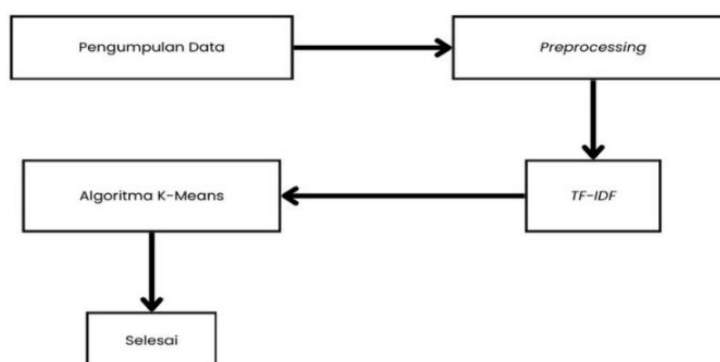 Pengumpulan Data
Preprocessing
TF-IDF
Algoritma K-Means
Selesai